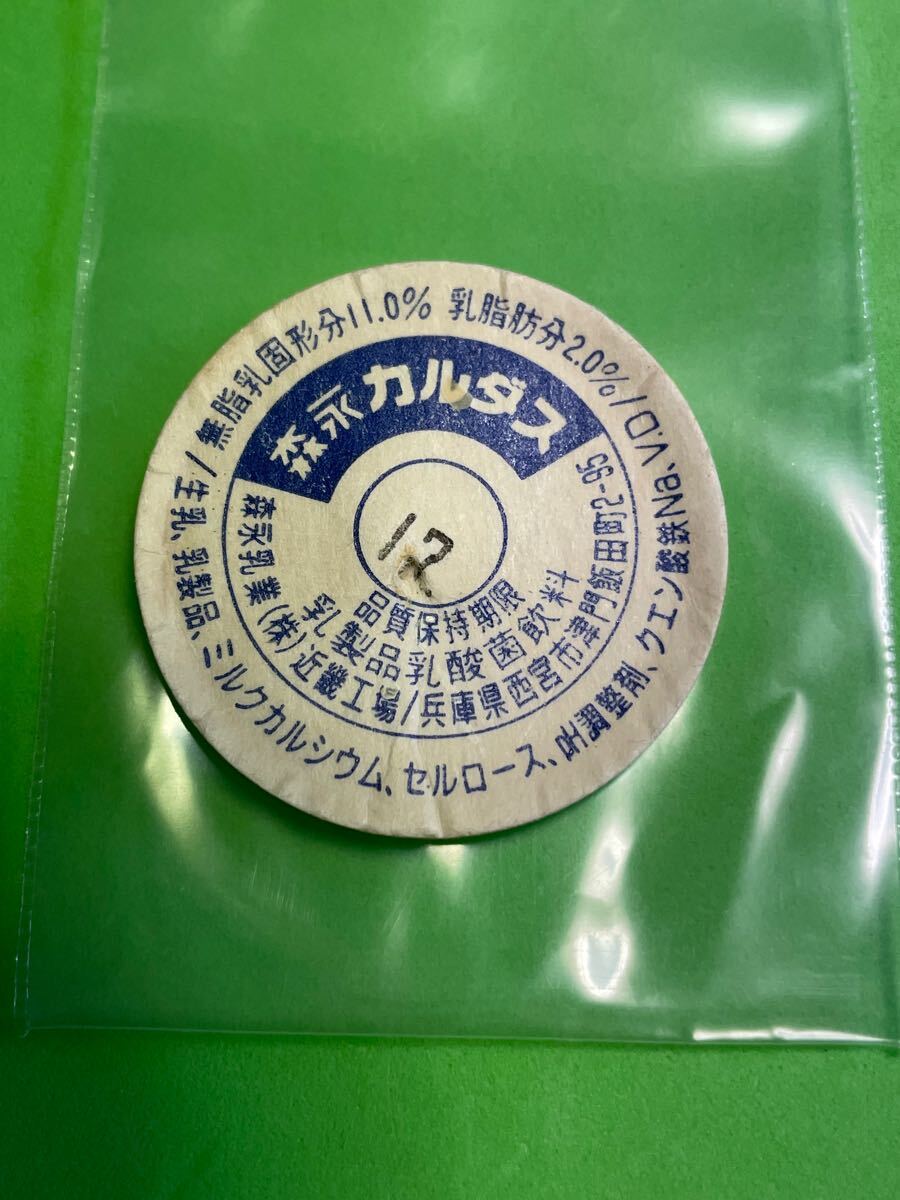 無脂乳固形分11.0% 乳脂肪分2.0%/V.D
/生乳、乳製品、ミルクカルシウム、セルロース、PH調整剤、クエン酸鉄Na、
森永カルダス
12
品質保持期限
乳製品乳酸菌飲料
森永乳業(株)近畿工場/兵庫県西宮市津門飯田町2-95